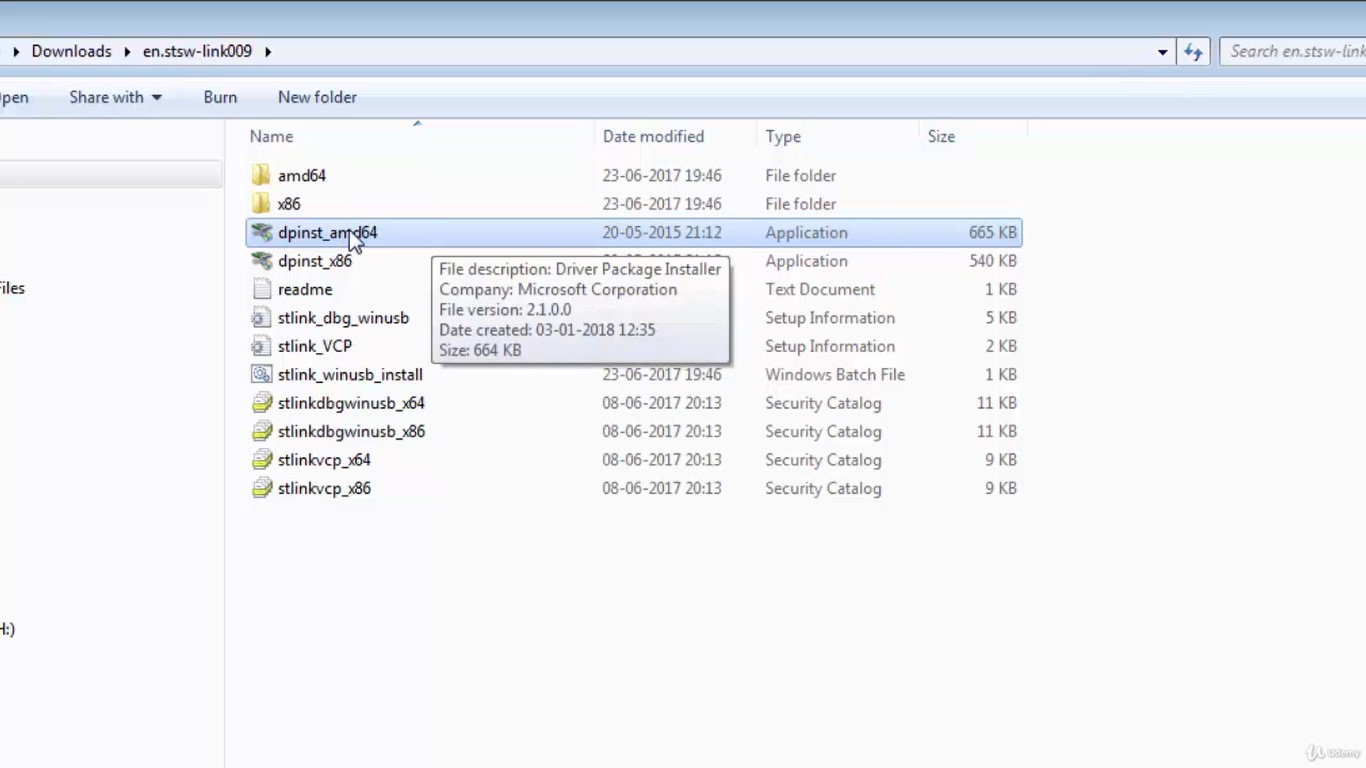 Downloads en.stsw-link009 Search en.stsw-link
pen Share with Burn New folder
Name Date modified Type Size
amd64 23-06-2017 19:46 File folder
x86 23-06-2017 19:46 File folder
dpinst_amd64 20-05-2015 21:12 Application 665 KB
dpinst_x86 Application 540 KB
readme Text Document 1 KB
stlink_dbg_winusb Setup Information 5 KB
stlink_VCP Setup Information 2 KB
stlink_winusb_install 23-06-2017 19:46 Windows Batch File 1 KB
stlinkdbgwinusb_x64 08-06-2017 20:13 Security Catalog 11 KB
stlinkdbgwinusb_x86 08-06-2017 20:13 Security Catalog 11 KB
stlinkvcp_x64 08-06-2017 20:13 Security Catalog 9 KB
stlinkvcp_x86 08-06-2017 20:13 Security Catalog 9 KB
File description: Driver Package Installer
Company: Microsoft Corporation
File version: 2.1.0.0
Date created: 03-01-2018 12:35
Size: 664 KB
iles
H:)
Udemy